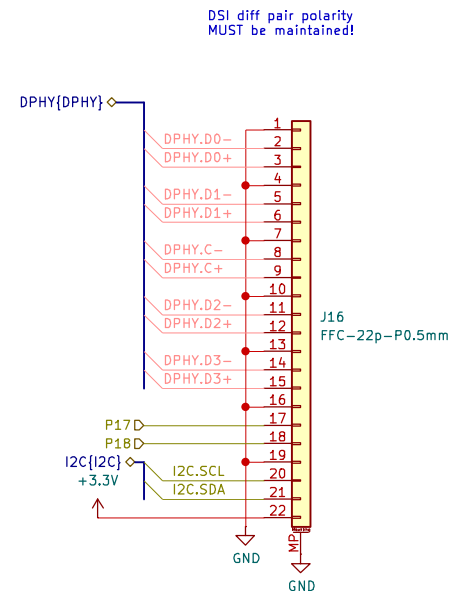 DSI diff pair polarity
MUST be maintained!
DPHY{DPHY}
1
DPHY.D0-
2
DPHY.D0+
3
4
DPHY.D1-
5
DPHY.D1+
6
7
DPHY.C-
8
DPHY.C+
9
10
DPHY.D2-
11
J16
DPHY.D2+
12
FFC-22p-P0.5mm
13
DPHY.D3-
14
DPHY.D3+
15
16
P17
17
P18
18
I2C{I2C}
19
I2C.SCL
20
+3.3V
I2C.SDA
21
22
MP
GND
GND